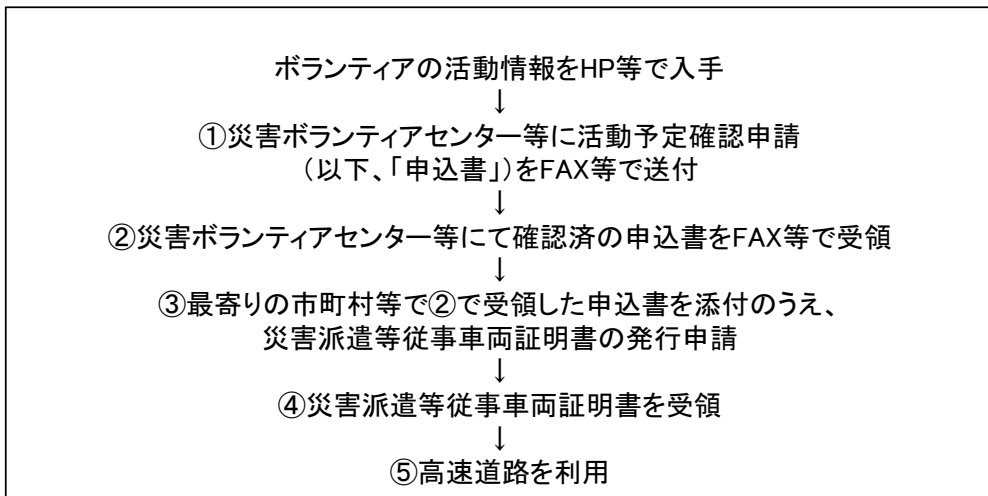 ボランティアの活動情報をHP等で入手
↓
①災害ボランティアセンター等に活動予定確認申請
（以下、「申込書」）をFAX等で送付
↓
②災害ボランティアセンター等にて確認済の申込書をFAX等で受領
↓
③最寄りの市町村等で②で受領した申込書を添付のうえ、
災害派遣等従事車両証明書の発行申請
↓
④災害派遣等従事車両証明書を受領
↓
⑤高速道路を利用